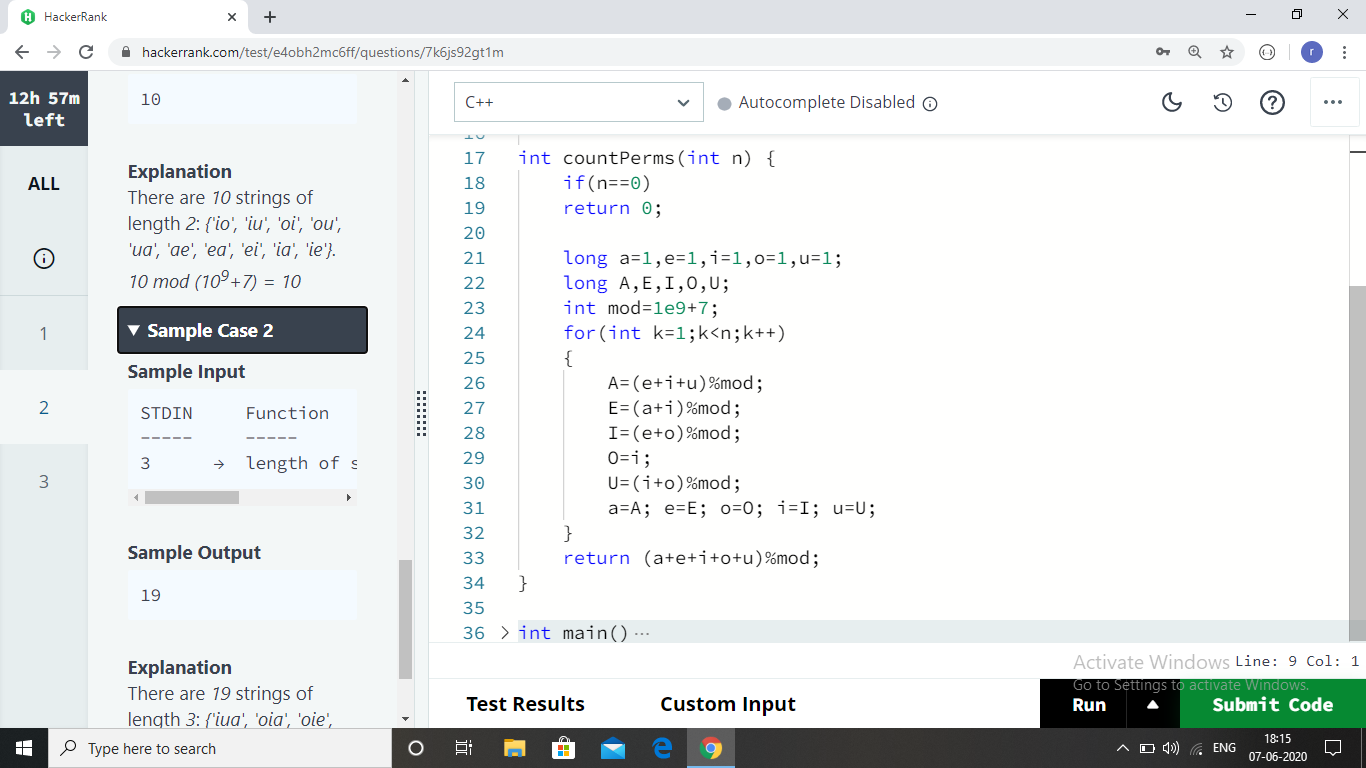 HackerRank
hackerrank.com/test/e4obh2mc6ff/questions/7k6js92gt1m
r
12h 57m
left
ALL
1
2
3
10
Explanation
There are 10 strings of
length 2: {'io', 'iu', 'oi', 'ou',
'ua', 'ae', 'ea', 'ei', 'ia', 'ie'}.
10 mod (10⁹+7) = 10
▼ Sample Case 2
Sample Input
STDIN Function
----- -----
3 → length of s
Sample Output
19
Explanation
There are 19 strings of
length 3: {'iua', 'oia', 'oie',
C++
Autocomplete Disabled
16
17 int countPerms(int n) {
18 if(n==0)
19 return 0;
20
21 long a=1,e=1,i=1,o=1,u=1;
22 long A,E,I,O,U;
23 int mod=1e9+7;
24 for(int k=1;k<n;k++)
25 {
26 A=(e+i+u)%mod;
27 E=(a+i)%mod;
28 I=(e+o)%mod;
29 O=i;
30 U=(i+o)%mod;
31 a=A; e=E; o=O; i=I; u=U;
32 }
33 return (a+e+i+o+u)%mod;
34 }
35
36 > int main() ···
Line: 9 Col: 1
Activate Windows
Go to Settings to activate Windows.
Test Results Custom Input
Run Submit Code
Type here to search
ENG
18:15
07-06-2020